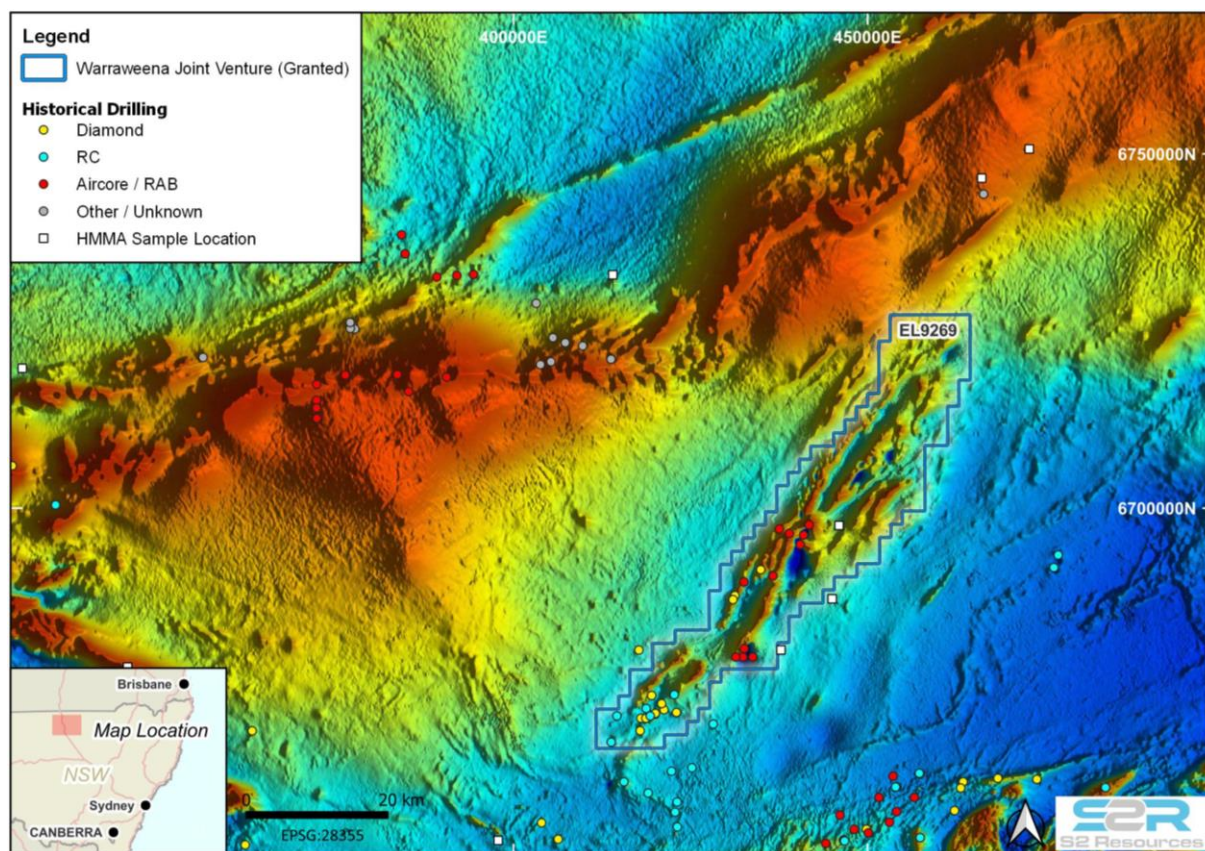 Legend
Warraweena Joint Venture (Granted)
Historical Drilling
Diamond
RC
Aircore / RAB
Other / Unknown
HMMA Sample Location
400000E
450000E
6750000N
EL9269
6700000N
Brisbane
Map Location
NSW
Sydney
CANBERRA
0
20 km
EPSG:28355
S2R
S2 Resources